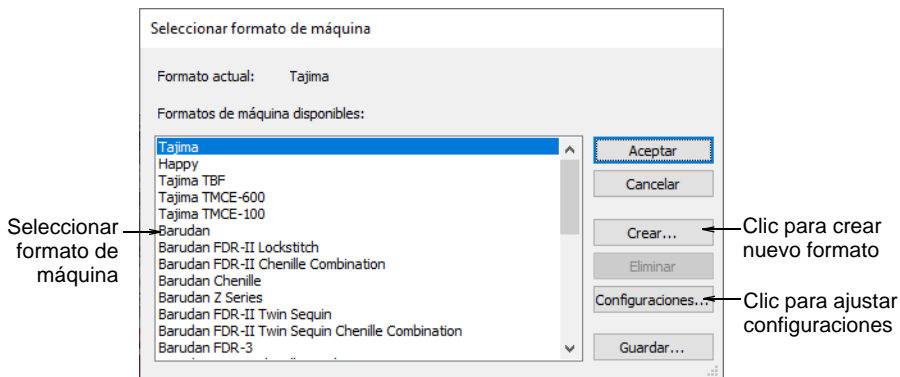 Seleccionar formato de máquina
Formato actual: Tajima
Formatos de máquina disponibles:
Tajima
Happy
Tajima TBF
Tajima TMCE-600
Tajima TMCE-100
Barudan
Barudan FDR-II Lockstitch
Barudan FDR-II Chenille Combination
Barudan Chenille
Barudan Z Series
Barudan FDR-II Twin Sequin
Barudan FDR-II Twin Sequin Chenille Combination
Barudan FDR-3
Aceptar
Cancelar
Crear...
Eliminar
Configuraciones...
Guardar...
Seleccionar
formato de
máquina
Clic para crear
nuevo formato
Clic para ajustar
configuraciones